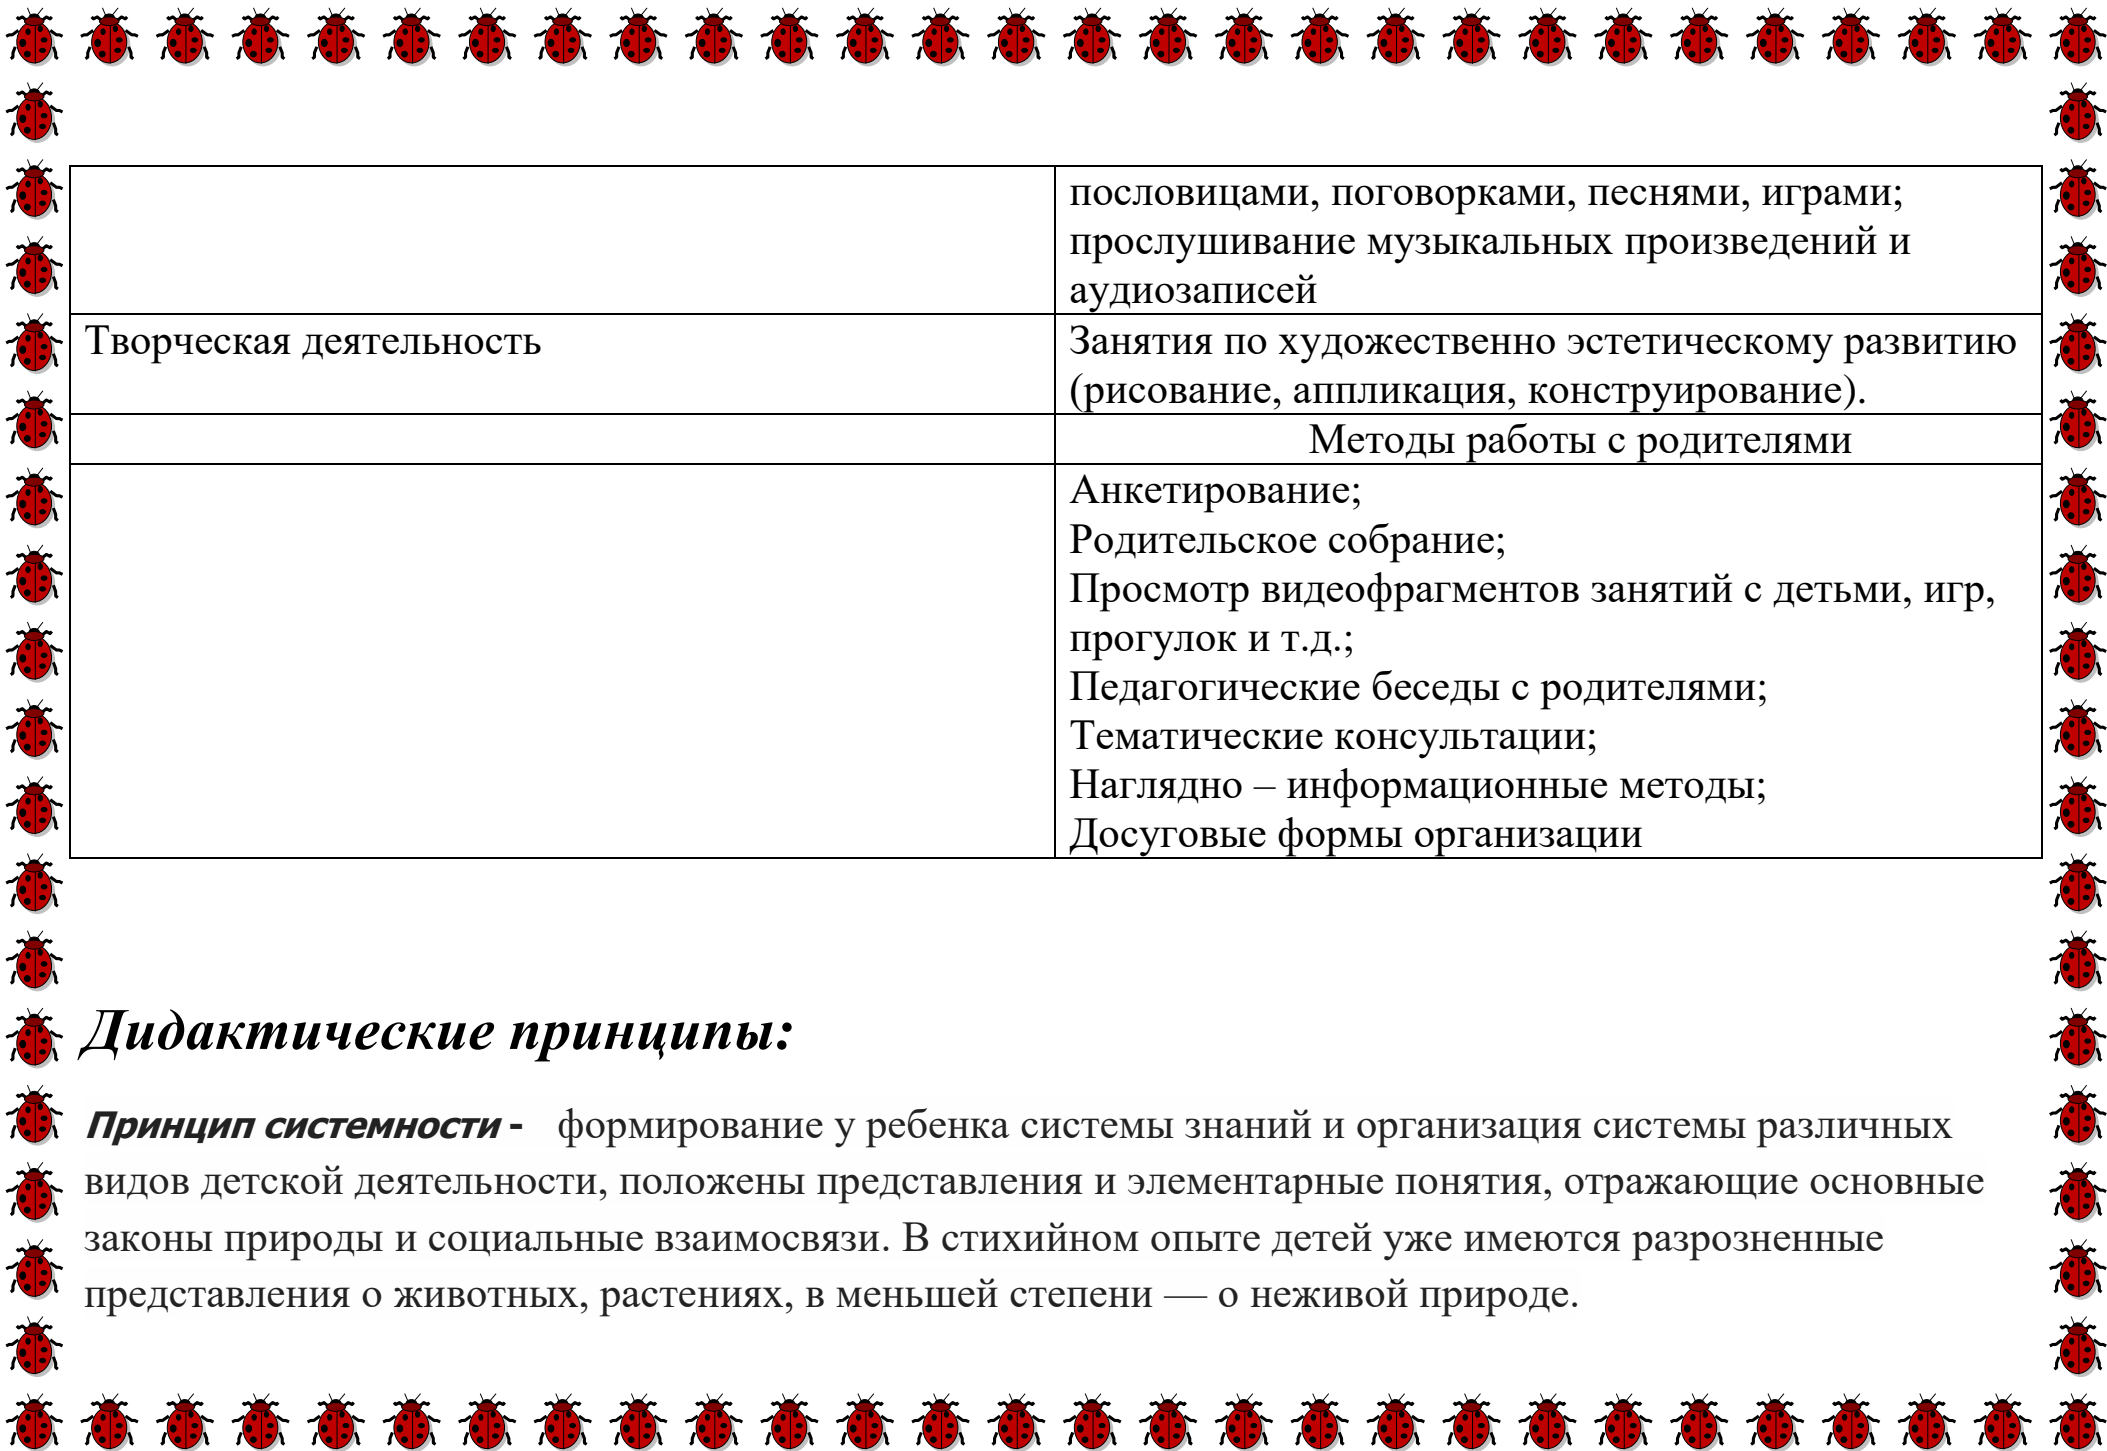 пословицами, поговорками, песнями, играми;
прослушивание музыкальных произведений и
аудиозаписей
Творческая деятельность
Занятия по художественно эстетическому развитию
(рисование, аппликация, конструирование).
Методы работы с родителями
Анкетирование;
Родительское собрание;
Просмотр видеофрагментов занятий с детьми, игр,
прогулок и т.д.;
Педагогические беседы с родителями;
Тематические консультации;
Наглядно – информационные методы;
Досуговые формы организации
Дидактические принципы:
Принцип системности - формирование у ребенка системы знаний и организация системы различных
видов детской деятельности, положены представления и элементарные понятия, отражающие основные
законы природы и социальные взаимосвязи. В стихийном опыте детей уже имеются разрозненные
представления о животных, растениях, в меньшей степени — о неживой природе.